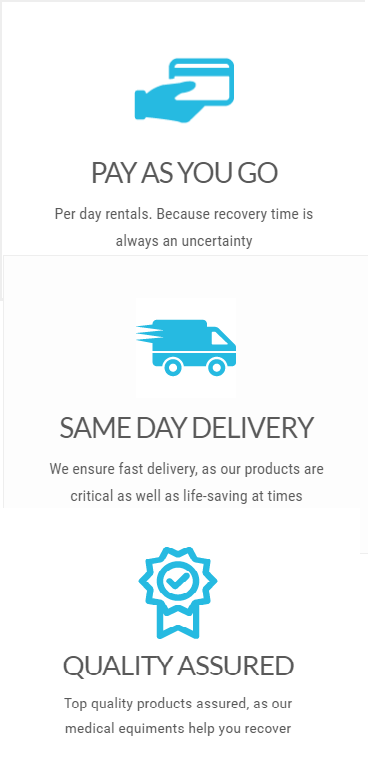 PAY AS YOU GO
Per day rentals. Because recovery time is
always an uncertainty
SAME DAY DELIVERY
We ensure fast delivery, as our products are
critical as well as life-saving at times
QUALITY ASSURED
Top quality products assured, as our
medical equiments help you recover